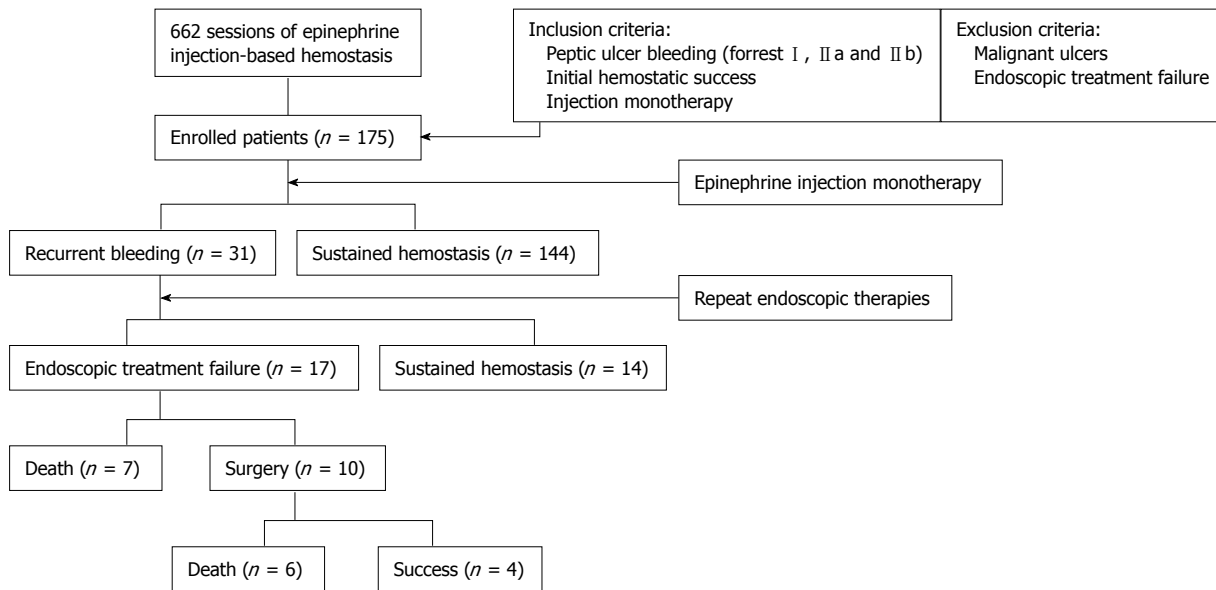 662 sessions of epinephrine
injection-based hemostasis
Inclusion criteria:
Peptic ulcer bleeding (forrest Ⅰ, Ⅱa and Ⅱb)
Initial hemostatic success
Injection monotherapy
Exclusion criteria:
Malignant ulcers
Endoscopic treatment failure
Enrolled patients (n = 175)
Epinephrine injection monotherapy
Recurrent bleeding (n = 31)
Sustained hemostasis (n = 144)
Repeat endoscopic therapies
Endoscopic treatment failure (n = 17)
Sustained hemostasis (n = 14)
Death (n = 7)
Surgery (n = 10)
Death (n = 6)
Success (n = 4)